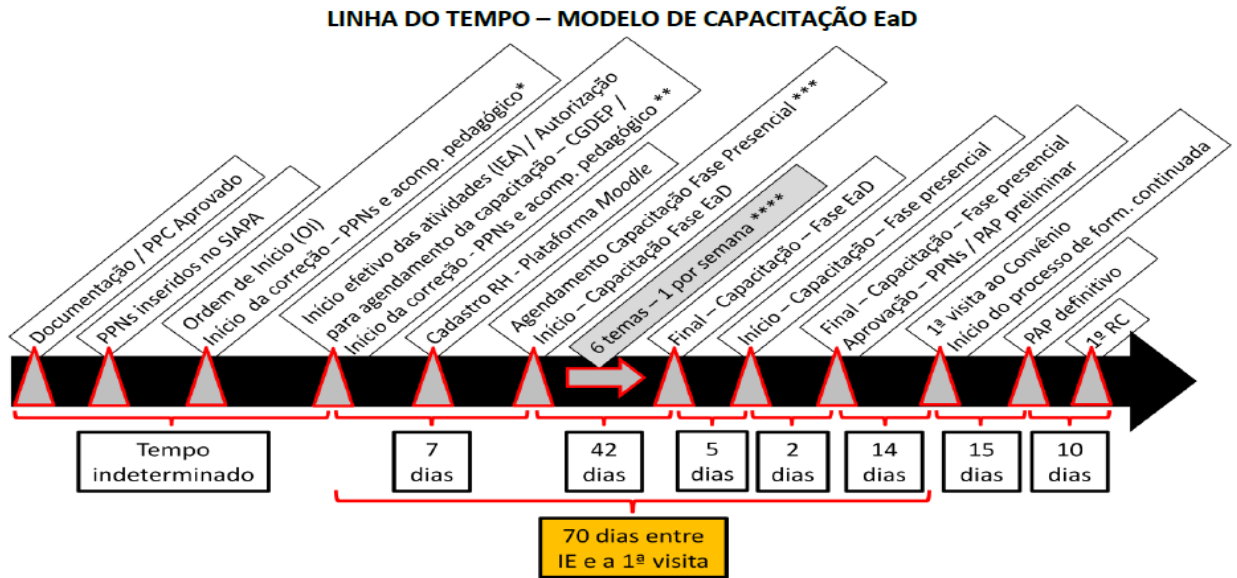 LINHA DO TEMPO – MODELO DE CAPACITAÇÃO EaD
Documentação / PPC Aprovado
PPNs inseridos no SIAPA
Ordem de Início (OI)
Início da correção – PPNs e acomp. pedagógico*
Início efetivo das atividades (IEA) / Autorização
para agendamento da capacitação – CGDEP /
Início da correção - PPNs e acomp. pedagógico **
Cadastro RH - Plataforma Moodle
Agendamento Capacitação Fase Presencial ***
Início – Capacitação Fase EaD
6 temas – 1 por semana ****
Final – Capacitação – Fase EaD
Início – Capacitação – Fase presencial
Final – Capacitação – Fase presencial
Aprovação – PPNs / PAP preliminar
1ª visita ao Convênio
Início do processo de form. continuada
PAP definitivo
1º RC
Tempo
indeterminado
7
dias
42
dias
5
dias
2
dias
14
dias
15
dias
10
dias
70 dias entre
IE e a 1ª visita